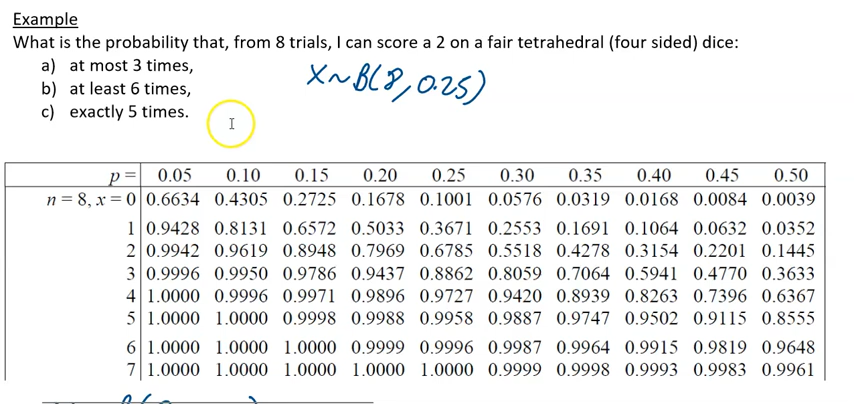 Example
What is the probability that, from 8 trials, I can score a 2 on a fair tetrahedral (four sided) dice:
a) at most 3 times,
b) at least 6 times,
c) exactly 5 times.
X~B(8, 0.25)
p = 0.05 0.10 0.15 0.20 0.25 0.30 0.35 0.40 0.45 0.50
n = 8, x = 0 0.6634 0.4305 0.2725 0.1678 0.1001 0.0576 0.0319 0.0168 0.0084 0.0039
1 0.9428 0.8131 0.6572 0.5033 0.3671 0.2553 0.1691 0.1064 0.0632 0.0352
2 0.9942 0.9619 0.8948 0.7969 0.6785 0.5518 0.4278 0.3154 0.2201 0.1445
3 0.9996 0.9950 0.9786 0.9437 0.8862 0.8059 0.7064 0.5941 0.4770 0.3633
4 1.0000 0.9996 0.9971 0.9896 0.9727 0.9420 0.8939 0.8263 0.7396 0.6367
5 1.0000 1.0000 0.9998 0.9988 0.9958 0.9887 0.9747 0.9502 0.9115 0.8555
6 1.0000 1.0000 1.0000 0.9999 0.9996 0.9987 0.9964 0.9915 0.9819 0.9648
7 1.0000 1.0000 1.0000 1.0000 1.0000 0.9999 0.9998 0.9993 0.9983 0.9961